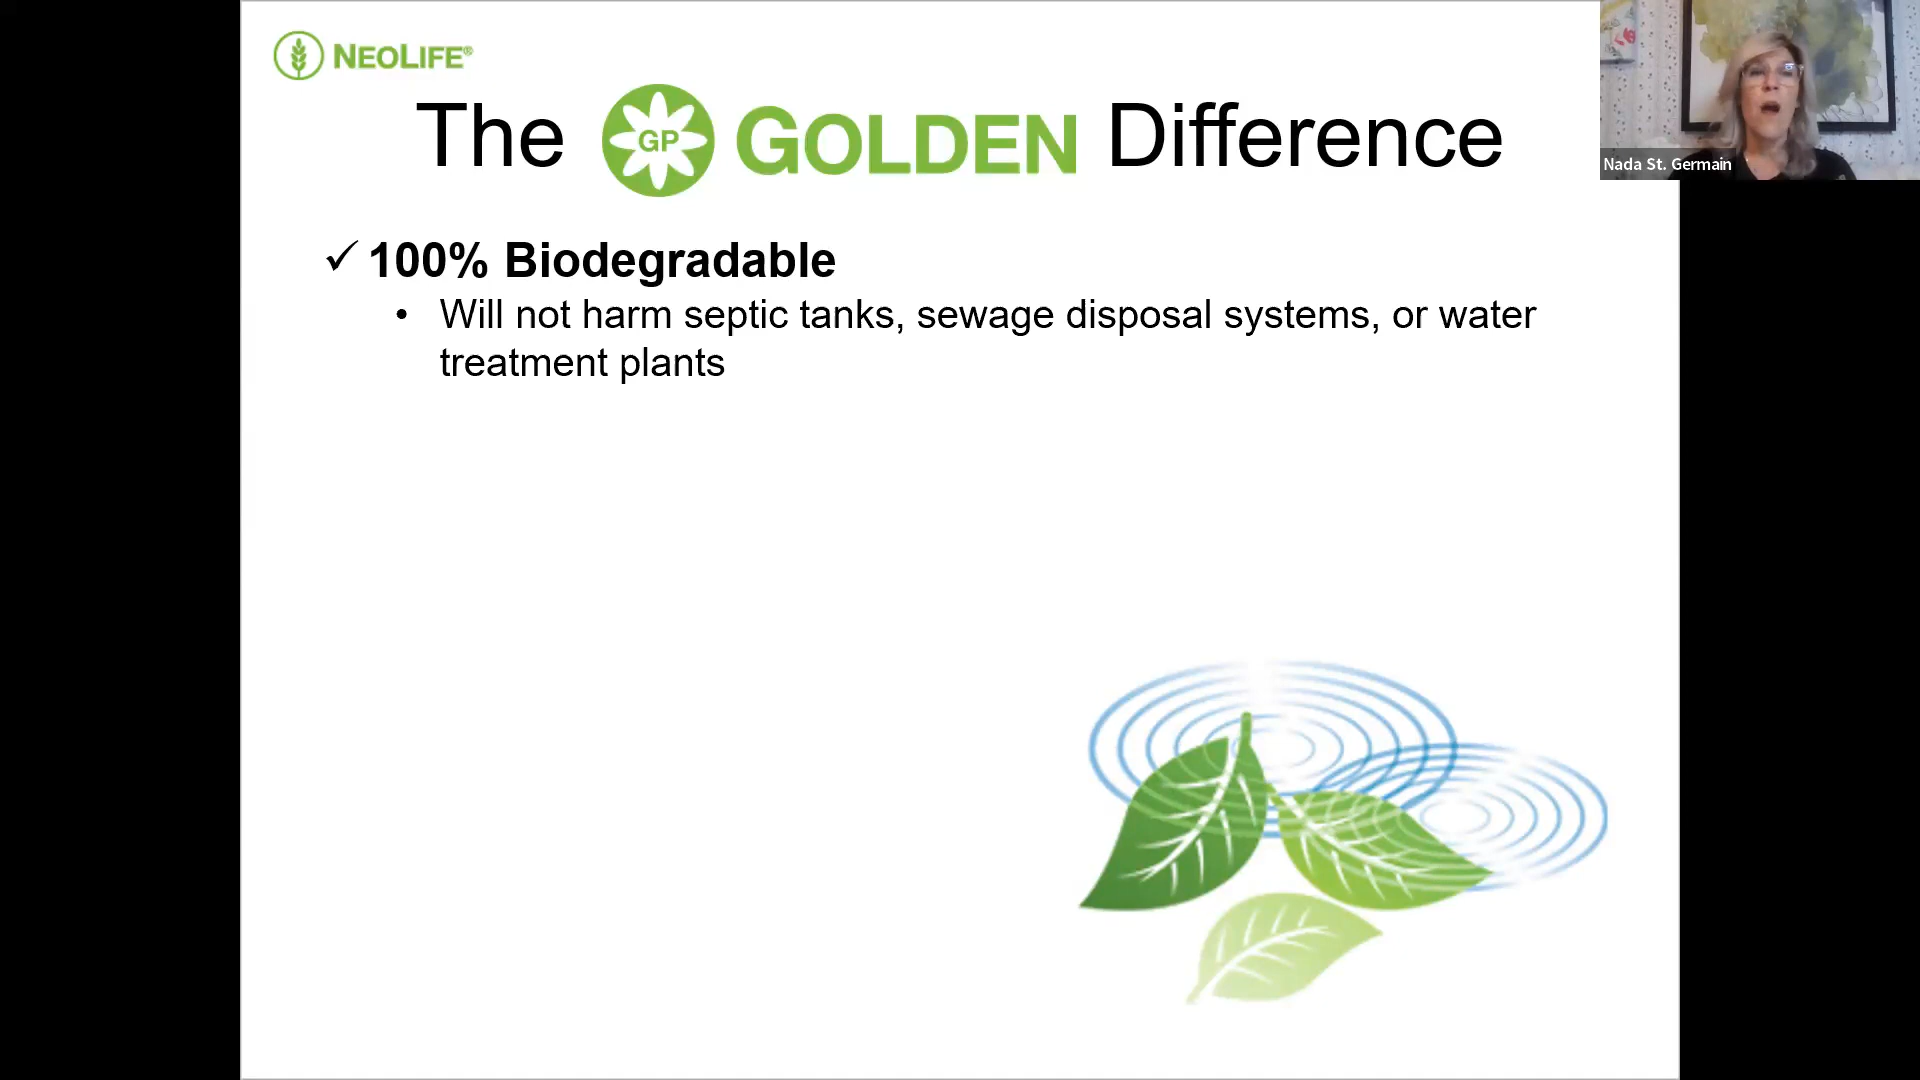 NEOLIFE®
The GP GOLDEN Difference
Nada St. Germain
✓ 100% Biodegradable
• Will not harm septic tanks, sewage disposal systems, or water
treatment plants